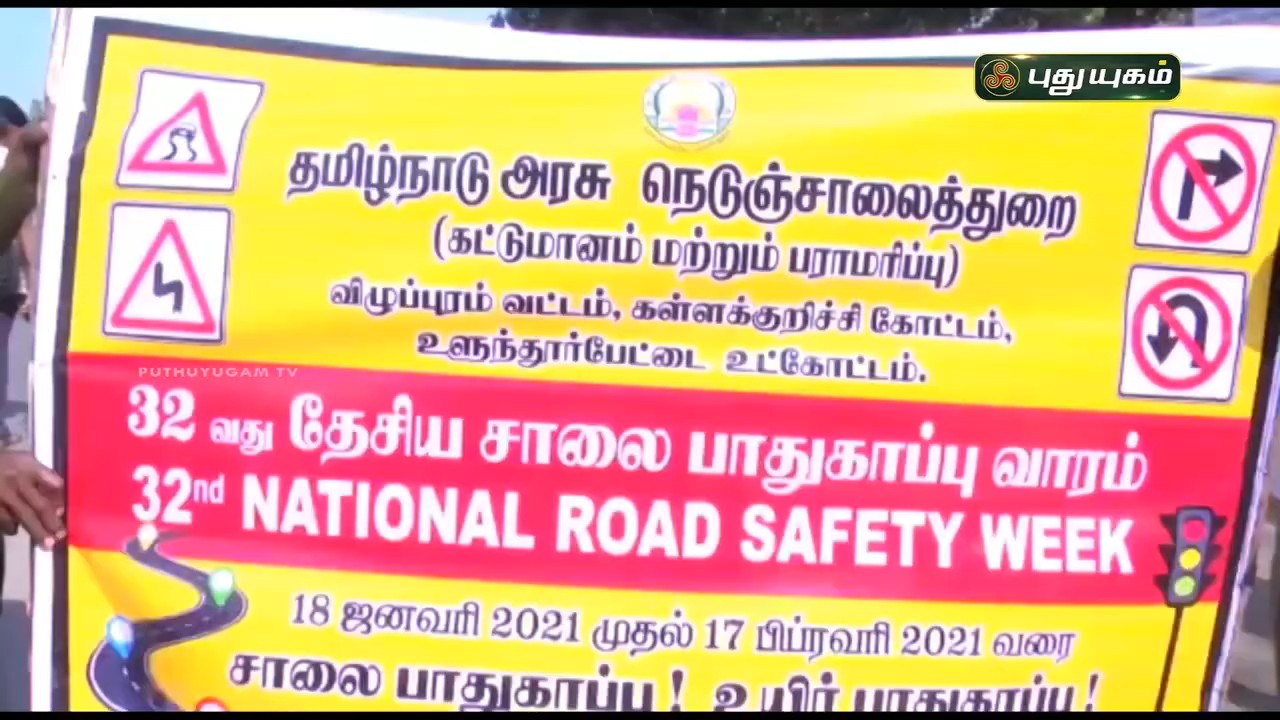 புதுயுகம்
தமிழ்நாடு அரசு நெடுஞ்சாலைத்துறை
(கட்டுமானம் மற்றும் பராமரிப்பு)
விழுப்புரம் வட்டம், கள்ளக்குறிச்சி கோட்டம்,
உளுந்தூர்பேட்டை உட்கோட்டம்.
PUTHUYUGAM TV
32 வது தேசிய சாலை பாதுகாப்பு வாரம்
32nd NATIONAL ROAD SAFETY WEEK
18 ஜனவரி 2021 முதல் 17 பிப்ரவரி 2021 வரை
சாலை பாதுகாப்பு! உயிர் பாதுகாப்பு!